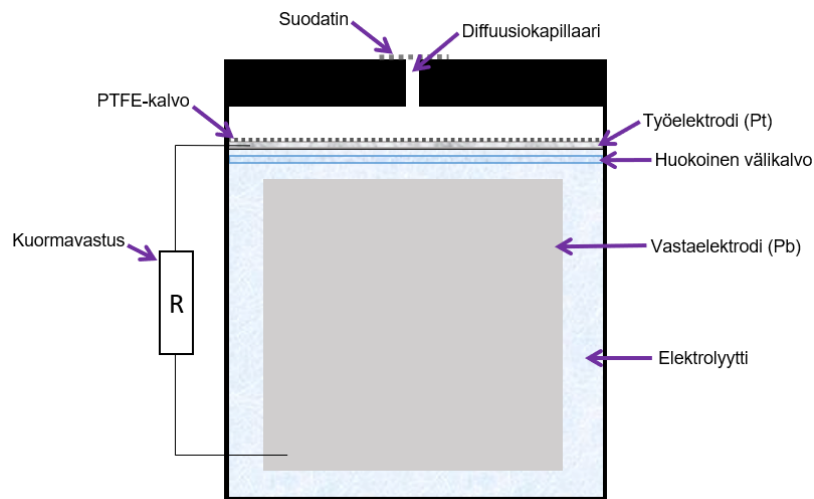 Suodatin
Diffuusiokapillaari
PTFE-kalvo
Työelektrodi (Pt)
Huokoinen välikalvo
Kuormavastus
Vastaelektrodi (Pb)
R
Elektrolyytti